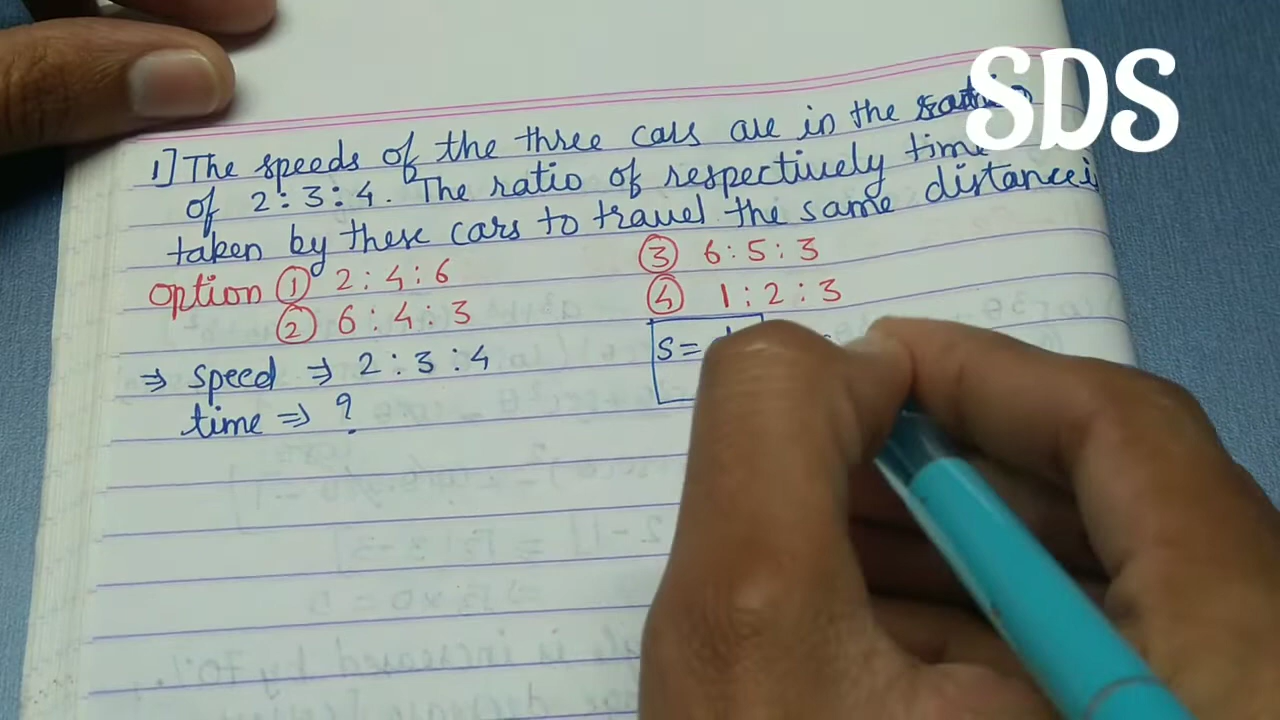 SDS
1] The speeds of the three cars are in the
of 2:3:4. The ratio of respectively time
taken by these cars to travel the same distance i
option ① 2:4:6
② 6:4:3
③ 6:5:3
④ 1:2:3
⇒ speed ⇒ 2:3:4
time ⇒ ?
S =